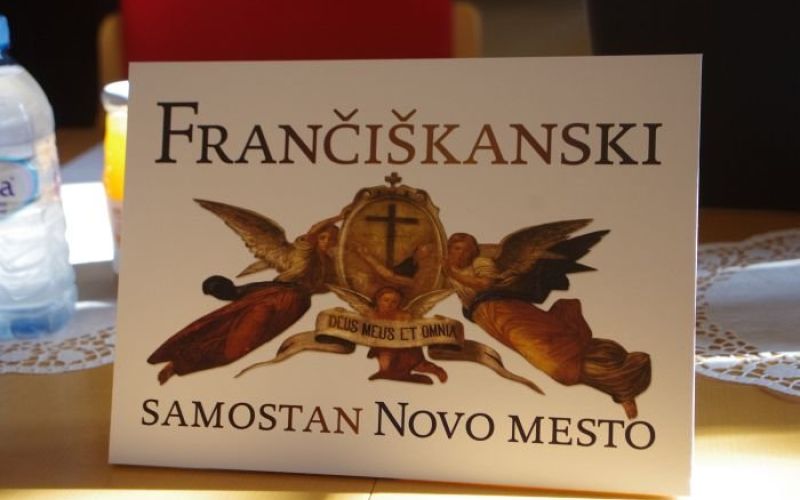 FRANČIŠKANSKI
DEUS MEUS ET OMNIA
SAMOSTAN NOVO MESTO